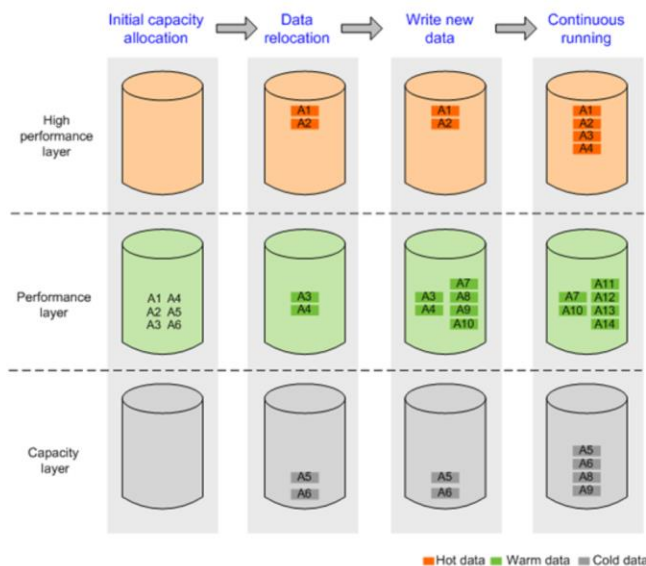 Initial capacity
allocation
Data
relocation
Write new
data
Continuous
running
High
performance
layer
A1
A2
A1
A2
A1
A2
A3
A4
Performance
layer
A1 A4
A2 A5
A3 A6
A3
A4
A7
A3 A8
A4 A9
A10
A11
A7 A12
A10 A13
A14
Capacity
layer
A5
A6
A5
A6
A5
A6
A8
A9
Hot data Warm data Cold data